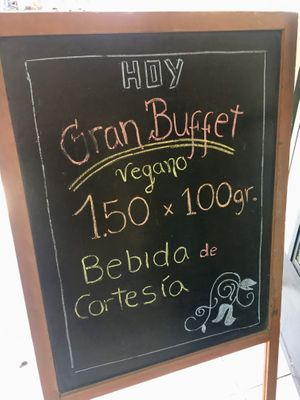 HOY
Gran Buffet
vegano
1.50 x 100gr.
Bebida de
Cortesía